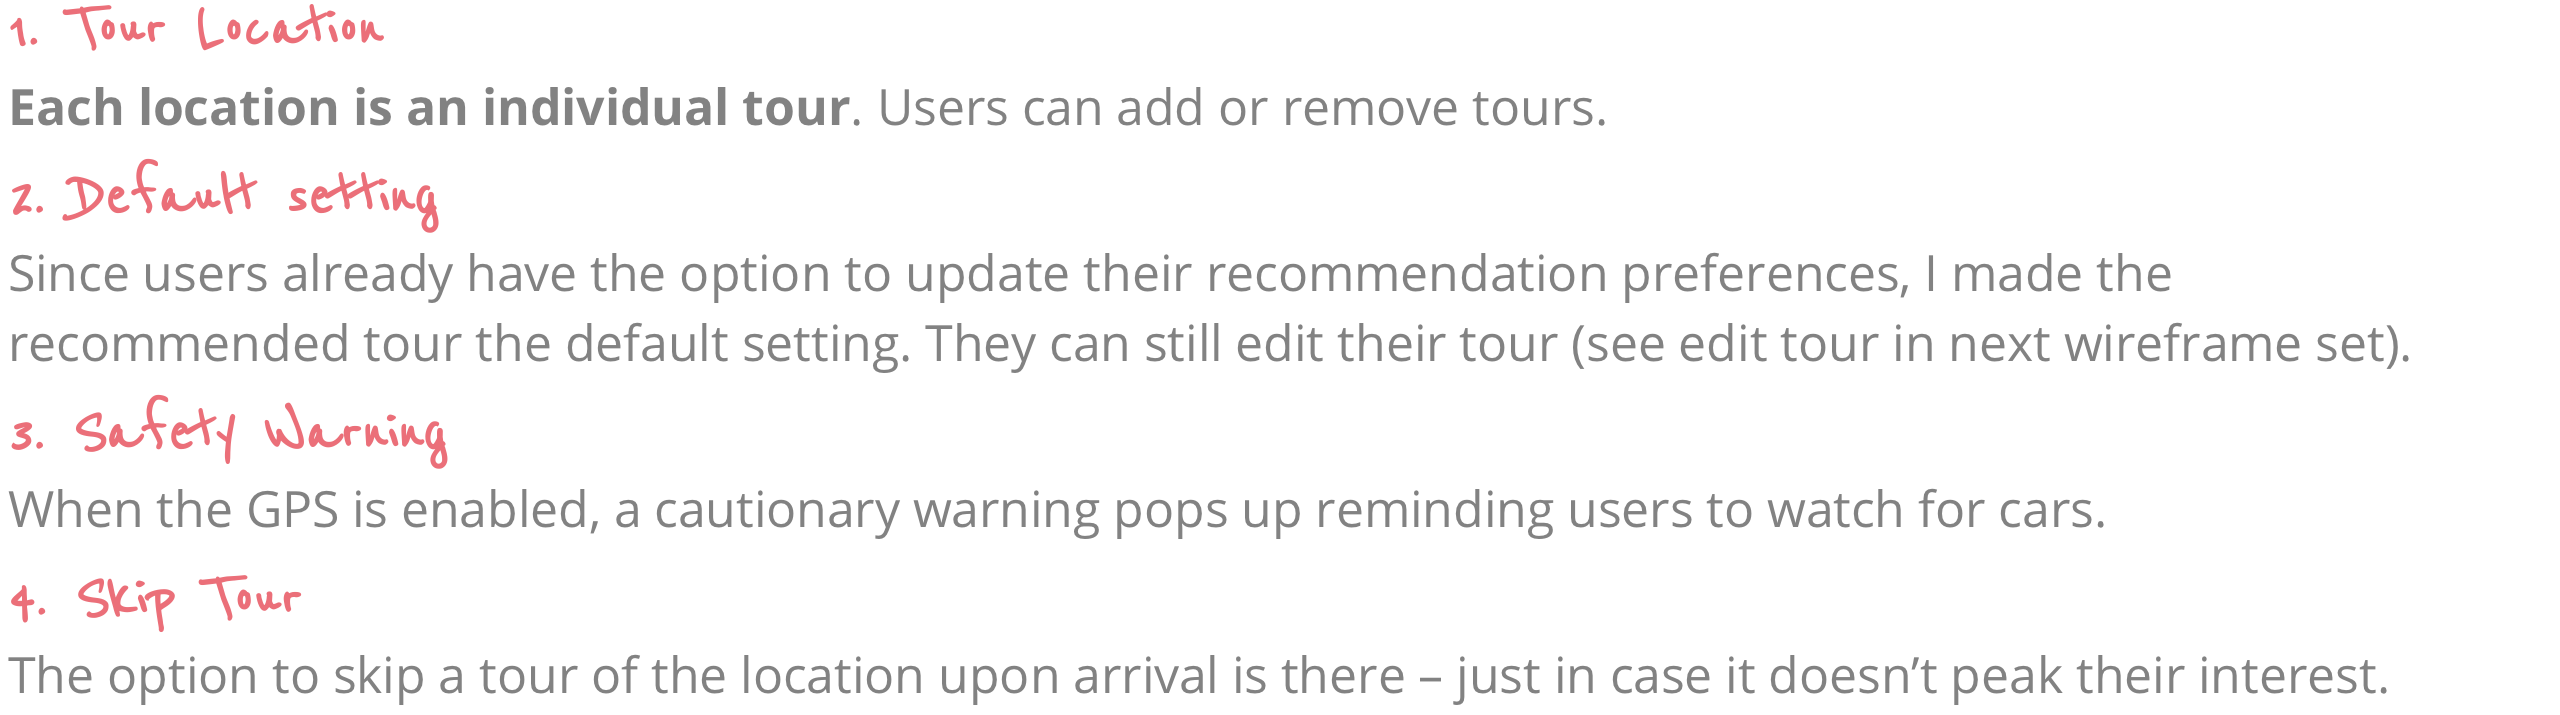 1. Tour Location
Each location is an individual tour. Users can add or remove tours.
2. Default setting
Since users already have the option to update their recommendation preferences, I made the
recommended tour the default setting. They can still edit their tour (see edit tour in next wireframe set).
3. Safety Warning
When the GPS is enabled, a cautionary warning pops up reminding users to watch for cars.
4. Skip Tour
The option to skip a tour of the location upon arrival is there – just in case it doesn’t peak their interest.